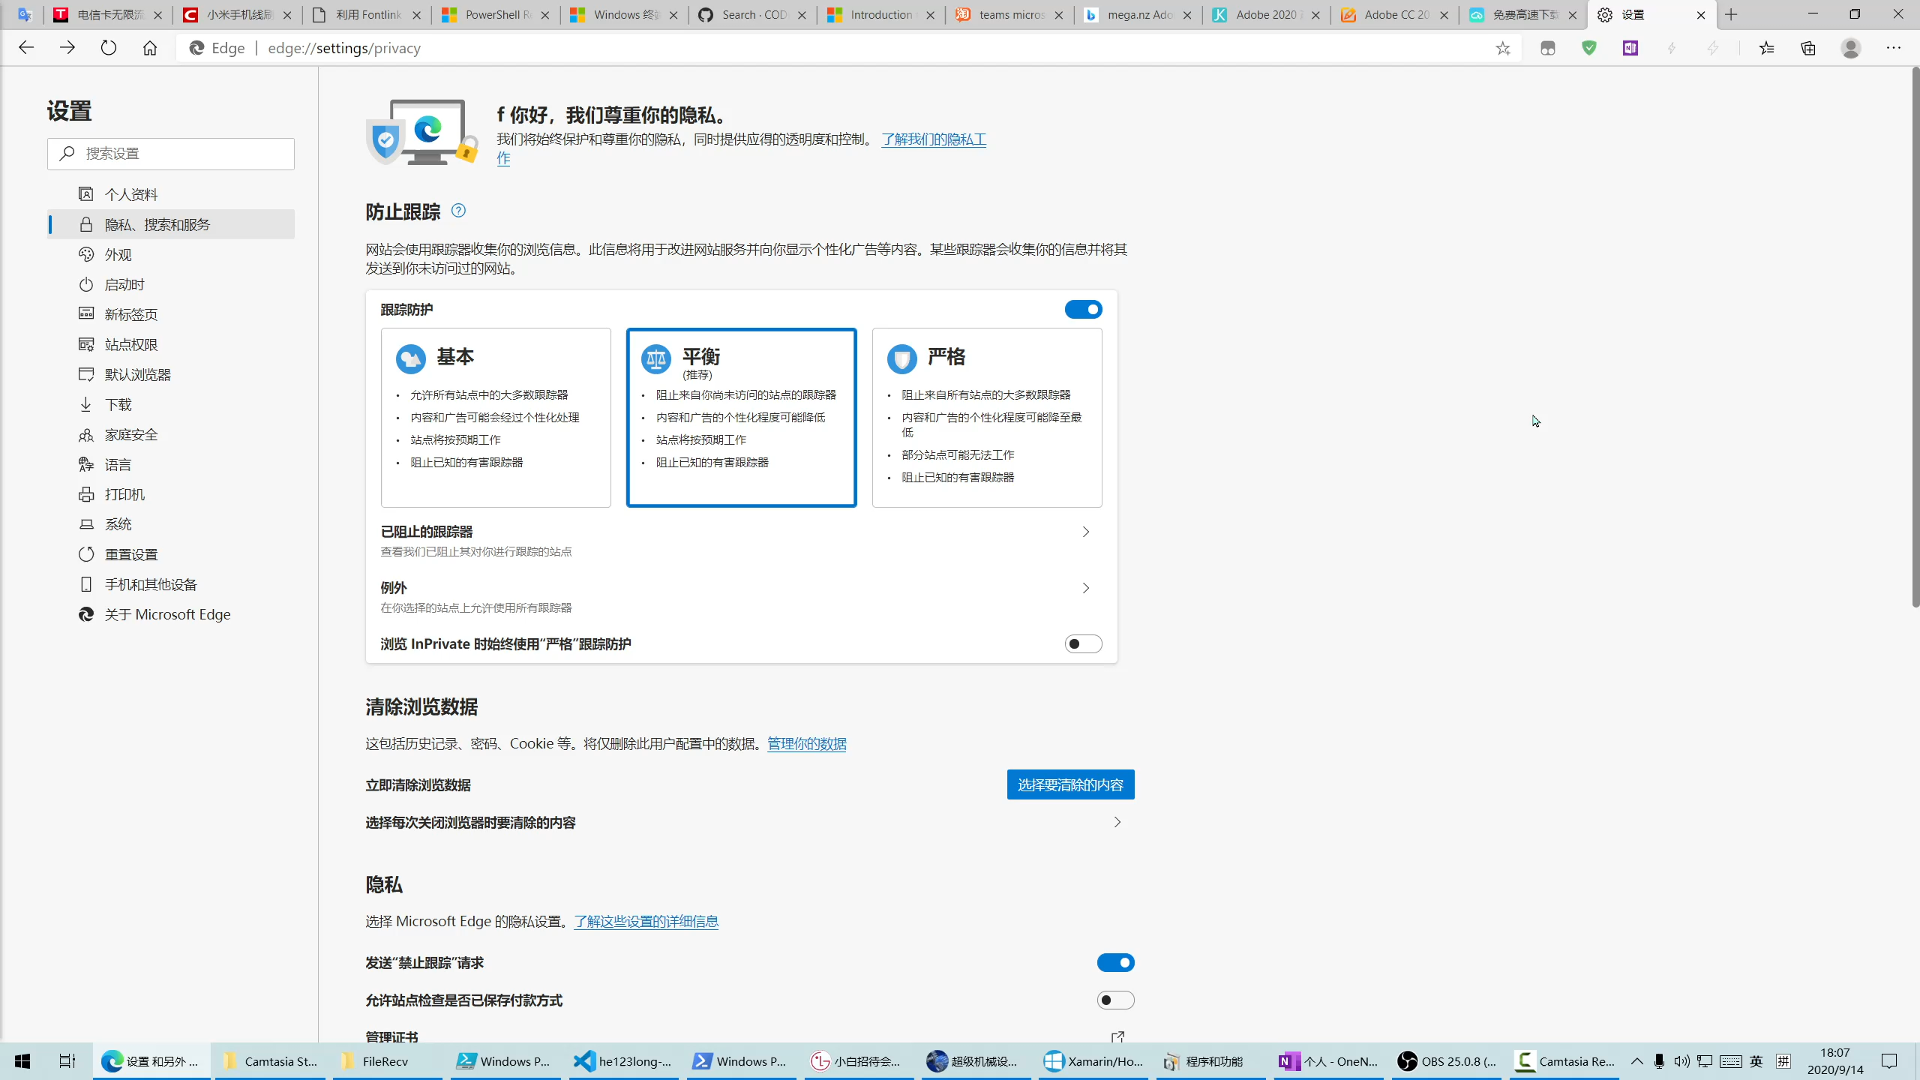 电信卡无限流
小米手机线刷
利用 Fontlink
PowerShell R
Windows 终端
Search · COD
Introduction
teams micros
mega.nz Ado
Adobe 2020
Adobe CC 20
免费高速下载
设置
Edge | edge://settings/privacy
设置
搜索设置
个人资料
隐私、搜索和服务
外观
启动时
新标签页
站点权限
默认浏览器
下载
家庭安全
语言
打印机
系统
重置设置
手机和其他设备
关于 Microsoft Edge
f 你好，我们尊重你的隐私。
我们将始终保护和尊重你的隐私，同时提供应得的透明度和控制。 了解我们的隐私工
作
防止跟踪
网站会使用跟踪器收集你的浏览信息。此信息将用于改进网站服务并向你显示个性化广告等内容。某些跟踪器会收集你的信息并将其
发送到你未访问过的网站。
跟踪防护
基本
允许所有站点中的大多数跟踪器
内容和广告可能会经过个性化处理
站点将按预期工作
阻止已知的有害跟踪器
平衡
(推荐)
阻止来自你尚未访问的站点的跟踪器
内容和广告的个性化程度可能降低
站点将按预期工作
阻止已知的有害跟踪器
严格
阻止来自所有站点的大多数跟踪器
内容和广告的个性化程度可能降至最
低
部分站点可能无法工作
阻止已知的有害跟踪器
已阻止的跟踪器
查看我们已阻止其对你进行跟踪的站点
例外
在你选择的站点上允许使用所有跟踪器
浏览 InPrivate 时始终使用“严格”跟踪防护
清除浏览数据
这包括历史记录、密码、Cookie 等。将仅删除此用户配置中的数据。管理你的数据
立即清除浏览数据
选择要清除的内容
选择每次关闭浏览器时要清除的内容
隐私
选择 Microsoft Edge 的隐私设置。了解这些设置的详细信息
发送“禁止跟踪”请求
允许站点检查是否已保存付款方式
管理证书
设置 和另外 ...
Camtasia St...
FileRecv
Windows P...
he123long-...
Windows P...
小白招待会...
超级机械设...
Xamarin/Ho...
程序和功能
个人 - OneN...
OBS 25.0.8 (...
Camtasia Re...
英
拼
18:07
2020/9/14